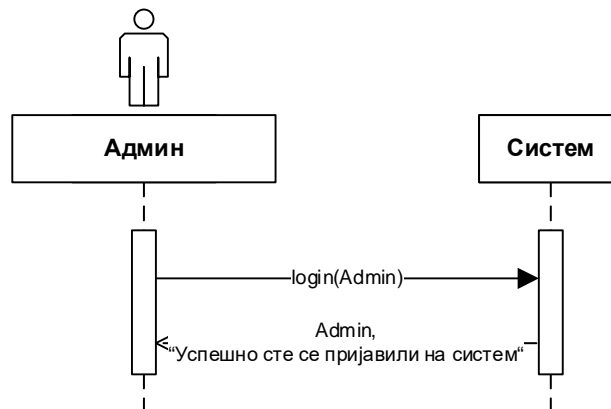 Админ
Систем
login(Admin)
Admin,
“Успешно сте се пријавили на систем“